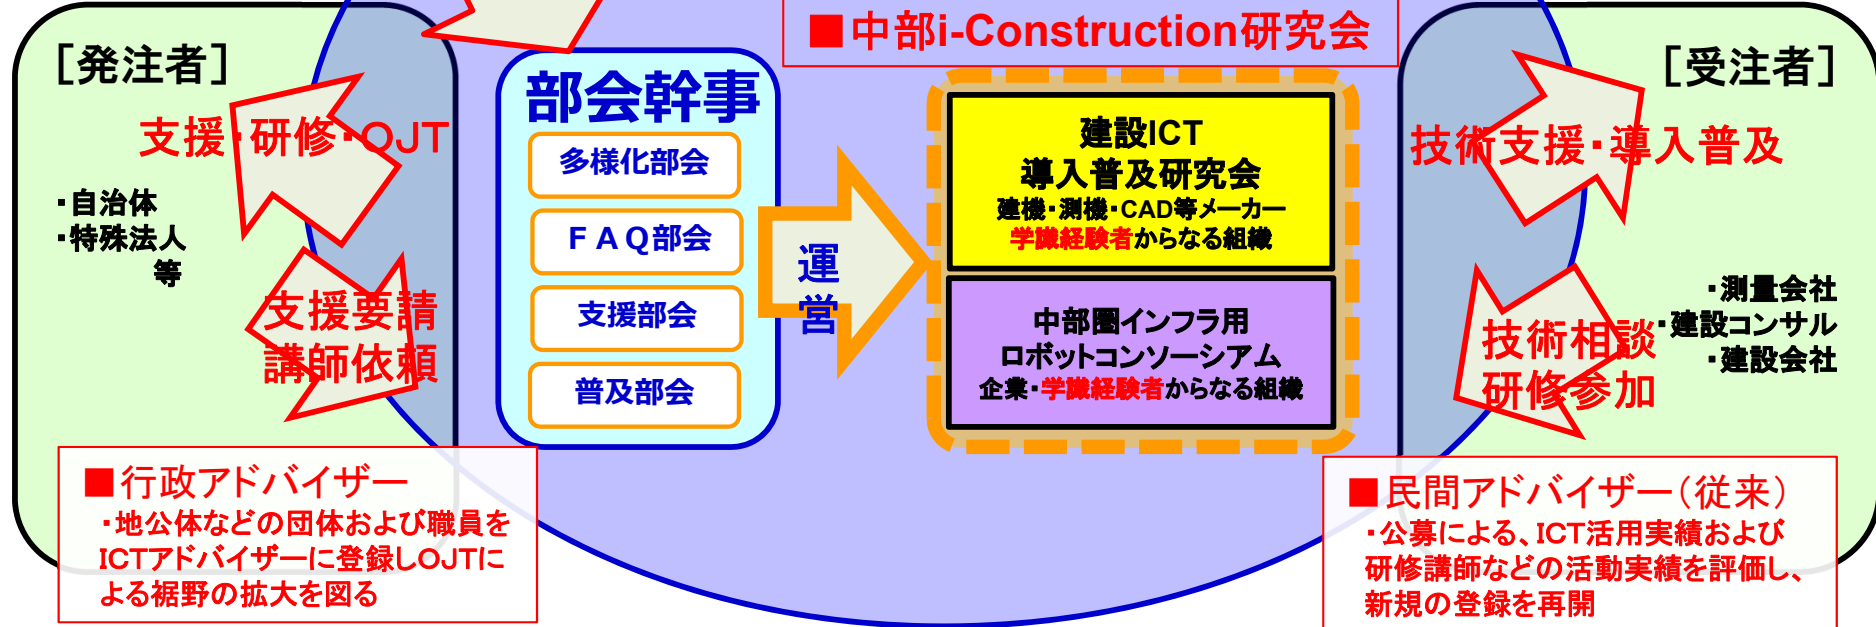 ■中部i-Construction研究会
［発注者］
支援・研修・OJT
・自治体
・特殊法人
等
支援要請
講師依頼
部会幹事
多様化部会
ＦＡＱ部会
支援部会
普及部会
運
営
建設ICT
導入普及研究会
建機・測機・CAD等メーカー
学識経験者からなる組織
中部圏インフラ用
ロボットコンソーシアム
企業・学識経験者からなる組織
［受注者］
技術支援・導入普及
・測量会社
・建設コンサル
・建設会社
技術相談
研修参加
■行政アドバイザー
・地公体などの団体および職員を
ICTアドバイザーに登録しOJTに
よる裾野の拡大を図る
■民間アドバイザー（従来）
・公募による、ICT活用実績および
研修講師などの活動実績を評価し、
新規の登録を再開